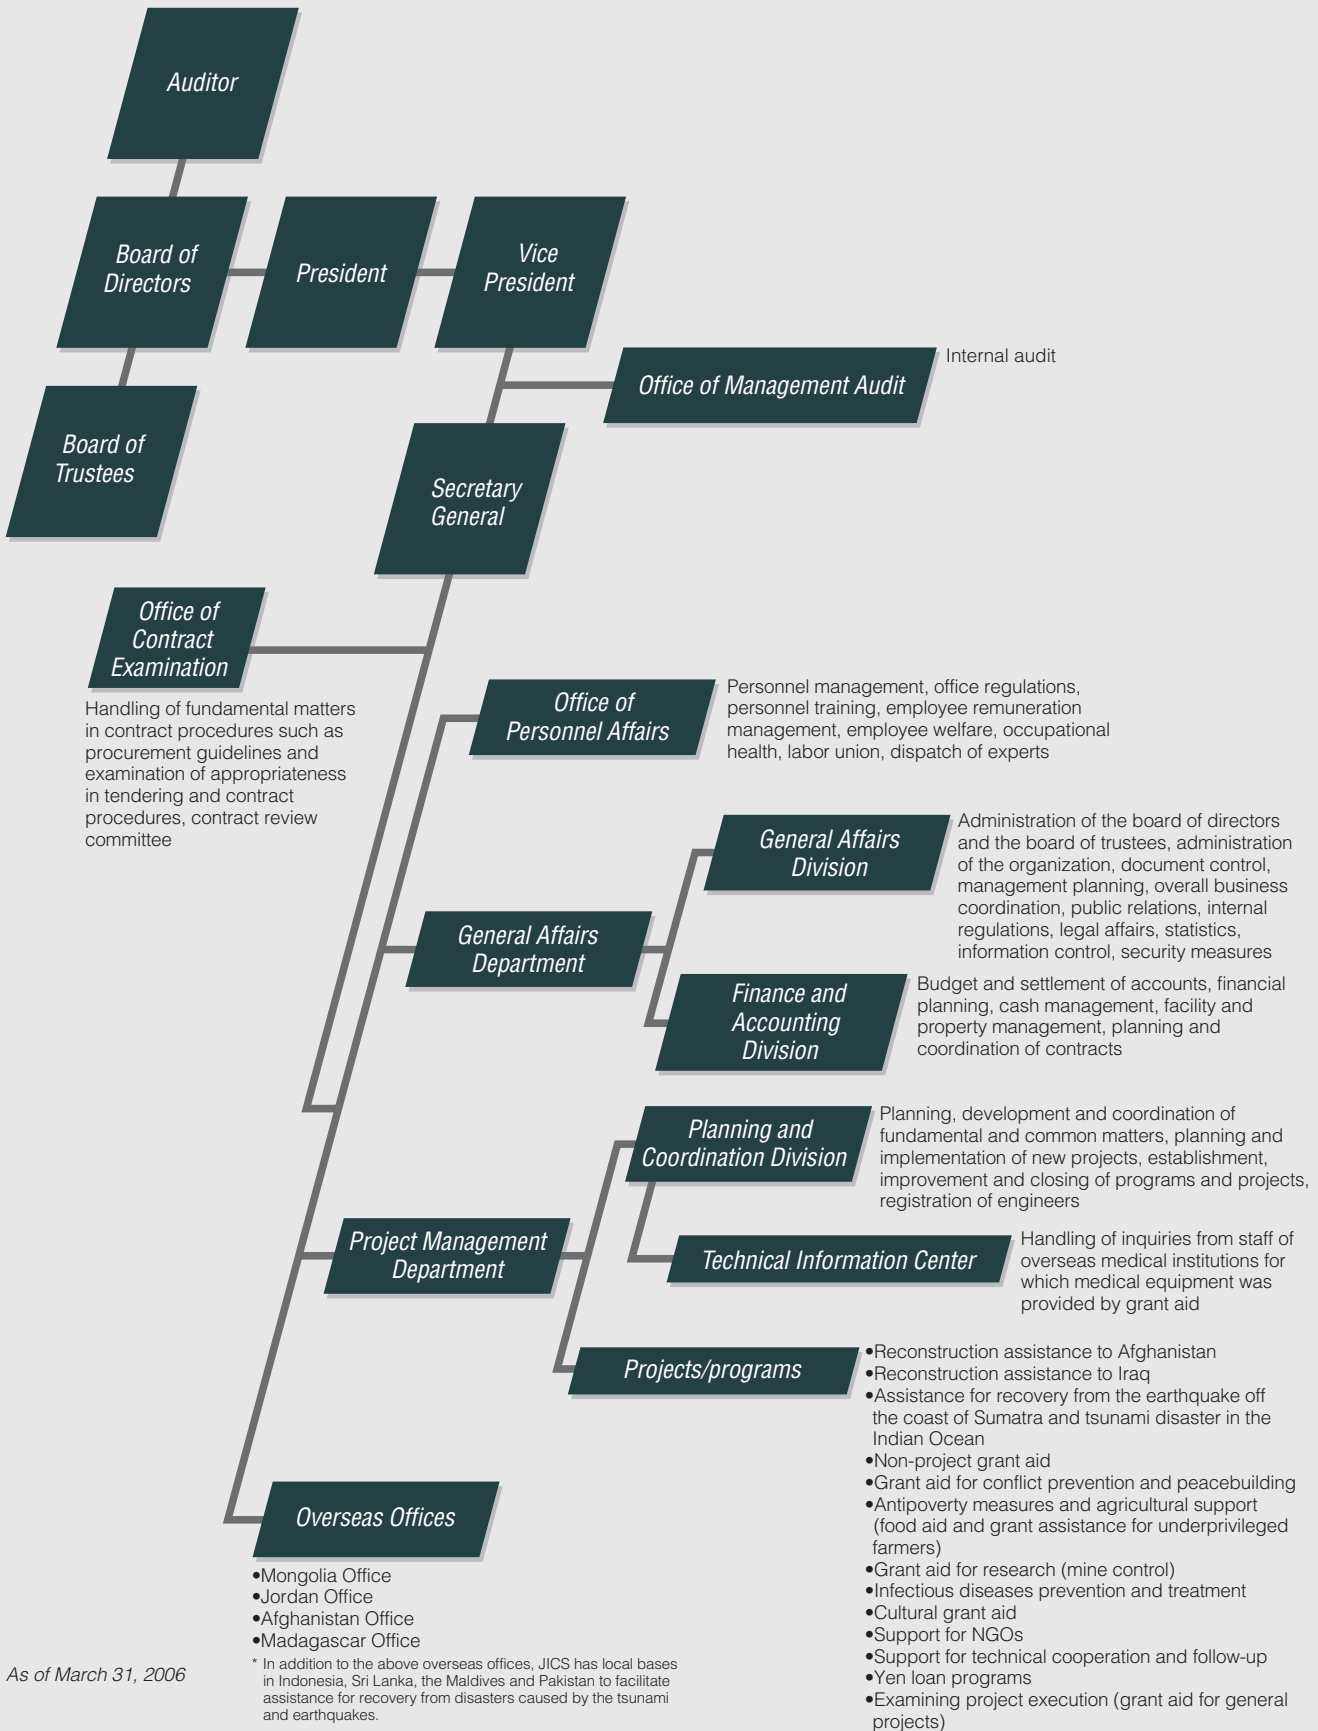 Auditor
Board of
Directors
President
Vice
President
Internal audit
Office of Management Audit
Board of
Trustees
Secretary
General
Office of
Contract
Examination
Handling of fundamental matters
in contract procedures such as
procurement guidelines and
examination of appropriateness
in tendering and contract
procedures, contract review
committee
Office of
Personnel Affairs
Personnel management, office regulations,
personnel training, employee remuneration
management, employee welfare, occupational
health, labor union, dispatch of experts
General Affairs
Division
Administration of the board of directors
and the board of trustees, administration
of the organization, document control,
management planning, overall business
coordination, public relations, internal
regulations, legal affairs, statistics,
information control, security measures
General Affairs
Department
Finance and
Accounting
Division
Budget and settlement of accounts, financial
planning, cash management, facility and
property management, planning and
coordination of contracts
Planning and
Coordination Division
Planning, development and coordination of
fundamental and common matters, planning and
implementation of new projects, establishment,
improvement and closing of programs and projects,
registration of engineers
Project Management
Department
Technical Information Center
Handling of inquiries from staff of
overseas medical institutions for
which medical equipment was
provided by grant aid
Projects/programs
•Reconstruction assistance to Afghanistan
•Reconstruction assistance to Iraq
•Assistance for recovery from the earthquake off
the coast of Sumatra and tsunami disaster in the
Indian Ocean
•Non-project grant aid
•Grant aid for conflict prevention and peacebuilding
•Antipoverty measures and agricultural support
(food aid and grant assistance for underprivileged
farmers)
•Grant aid for research (mine control)
•Infectious diseases prevention and treatment
•Cultural grant aid
•Support for NGOs
•Support for technical cooperation and follow-up
•Yen loan programs
•Examining project execution (grant aid for general
projects)
Overseas Offices
•Mongolia Office
•Jordan Office
•Afghanistan Office
•Madagascar Office
* In addition to the above overseas offices, JICS has local bases
in Indonesia, Sri Lanka, the Maldives and Pakistan to facilitate
assistance for recovery from disasters caused by the tsunami
and earthquakes.
As of March 31, 2006